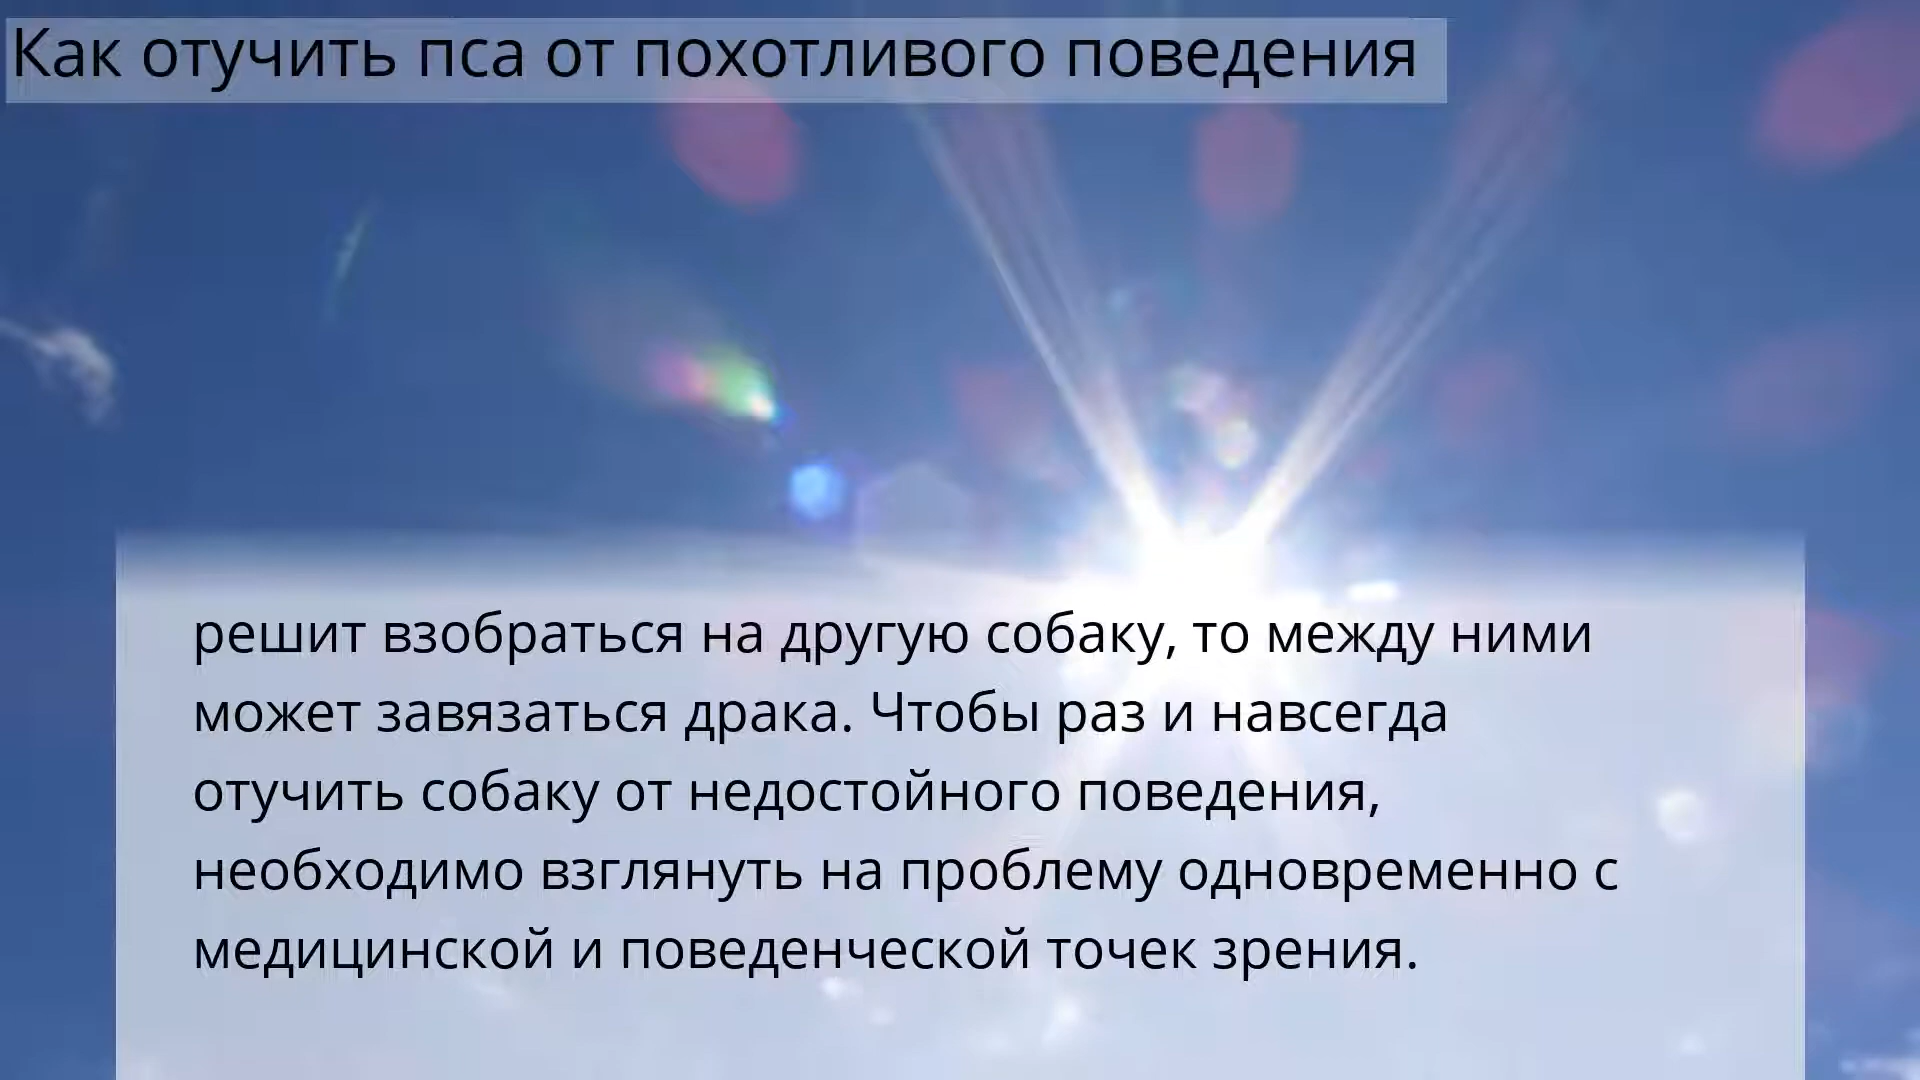 Как отучить пса от похотливого поведения
решит взобраться на другую собаку, то между ними
может завязаться драка. Чтобы раз и навсегда
отучить собаку от недостойного поведения,
необходимо взглянуть на проблему одновременно с
медицинской и поведенческой точек зрения.